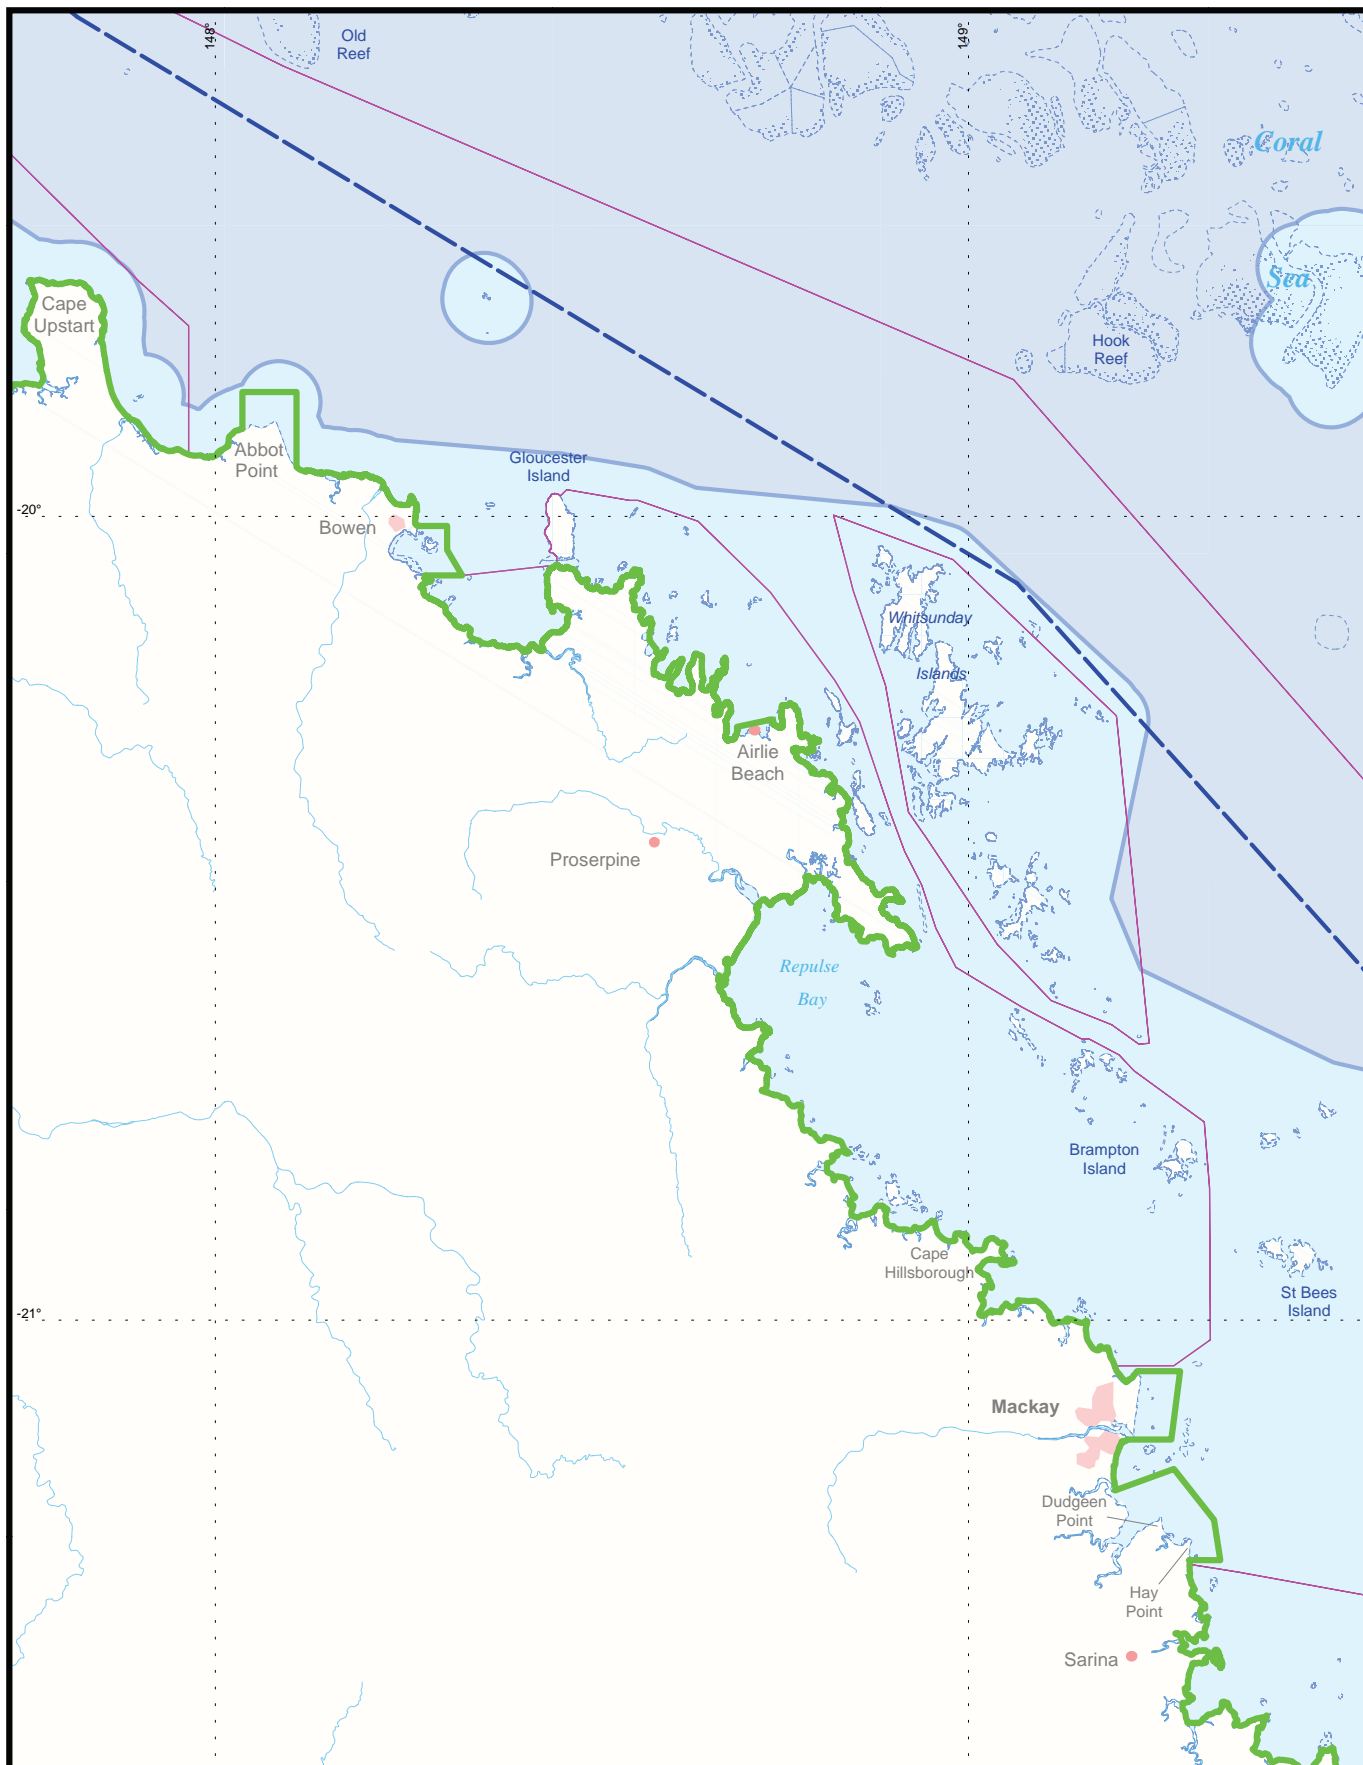 148°
149°
Old
Reef
Coral
Sea
Cape
Upstart
Hook
Reef
Abbot
Point
Gloucester
Island
-20°
Bowen
Whitsunday
Islands
Airlie
Beach
Proserpine
Repulse
Bay
Brampton
Island
Cape
Hillsborough
St Bees
Island
-21°
Mackay
Dudgeen
Point
Hay
Point
Sarina